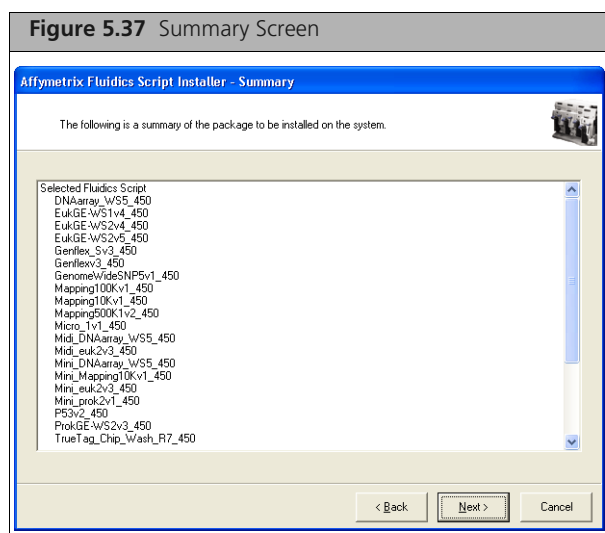 Figure 5.37 Summary Screen
Affymetrix Fluidics Script Installer - Summary
The following is a summary of the package to be installed on the system.
Selected Fluidics Script
DNAarray_WS5_450
EukGE-WS1v4_450
EukGE-WS2v4_450
EukGE-WS2v5_450
Genflex_Sv3_450
Genflexv3_450
GenomeWideSNP5v1_450
Mapping100Kv1_450
Mapping10Kv1_450
Mapping500K1v2_450
Micro_1v1_450
Midi_DNAarray_WS5_450
Midi_euk2v3_450
Mini_DNAarray_WS5_450
Mini_Mapping10Kv1_450
Mini_euk2v3_450
Mini_prok2v1_450
P53v2_450
ProkGE-WS2v3_450
TrueTag_Chip_Wash_R7_450
< Back Next > Cancel